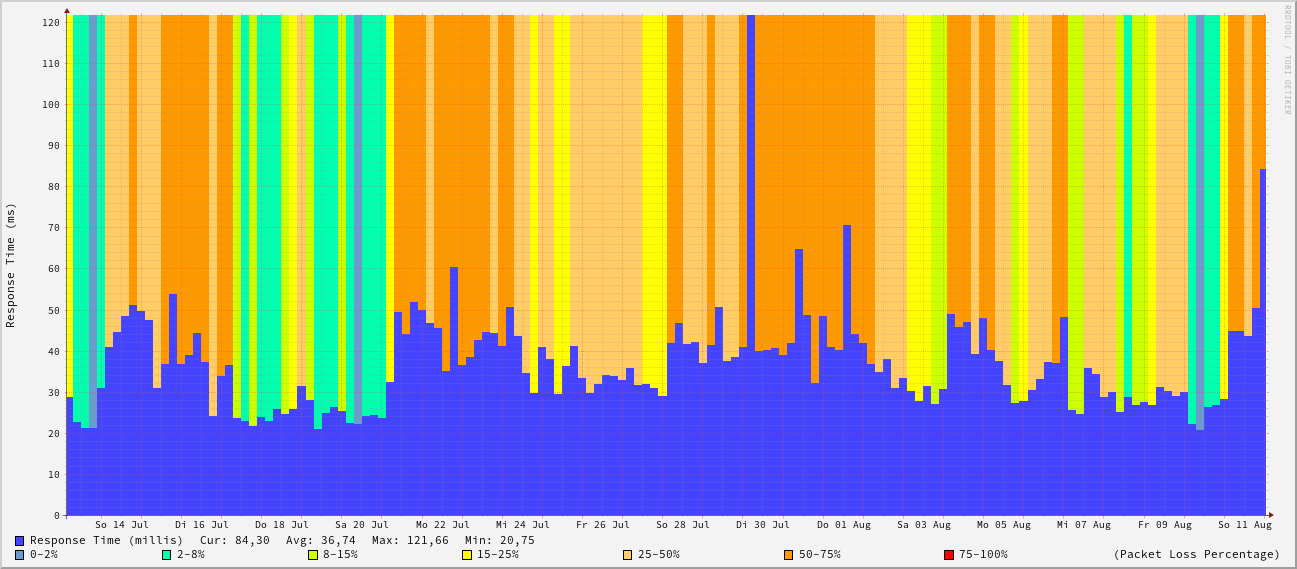 RRDTOOL / TOBI OETIKER
Response Time (ms)
120
110
100
90
80
70
60
50
40
30
20
10
0
So 14 Jul Di 16 Jul Do 18 Jul Sa 20 Jul Mo 22 Jul Mi 24 Jul Fr 26 Jul So 28 Jul Di 30 Jul Do 01 Aug Sa 03 Aug Mo 05 Aug Mi 07 Aug Fr 09 Aug So 11 Aug
Response Time (millis) Cur: 84,30 Avg: 36,74 Max: 121,66 Min: 20,75
0-2% 2-8% 8-15% 15-25% 25-50% 50-75% 75-100% (Packet Loss Percentage)